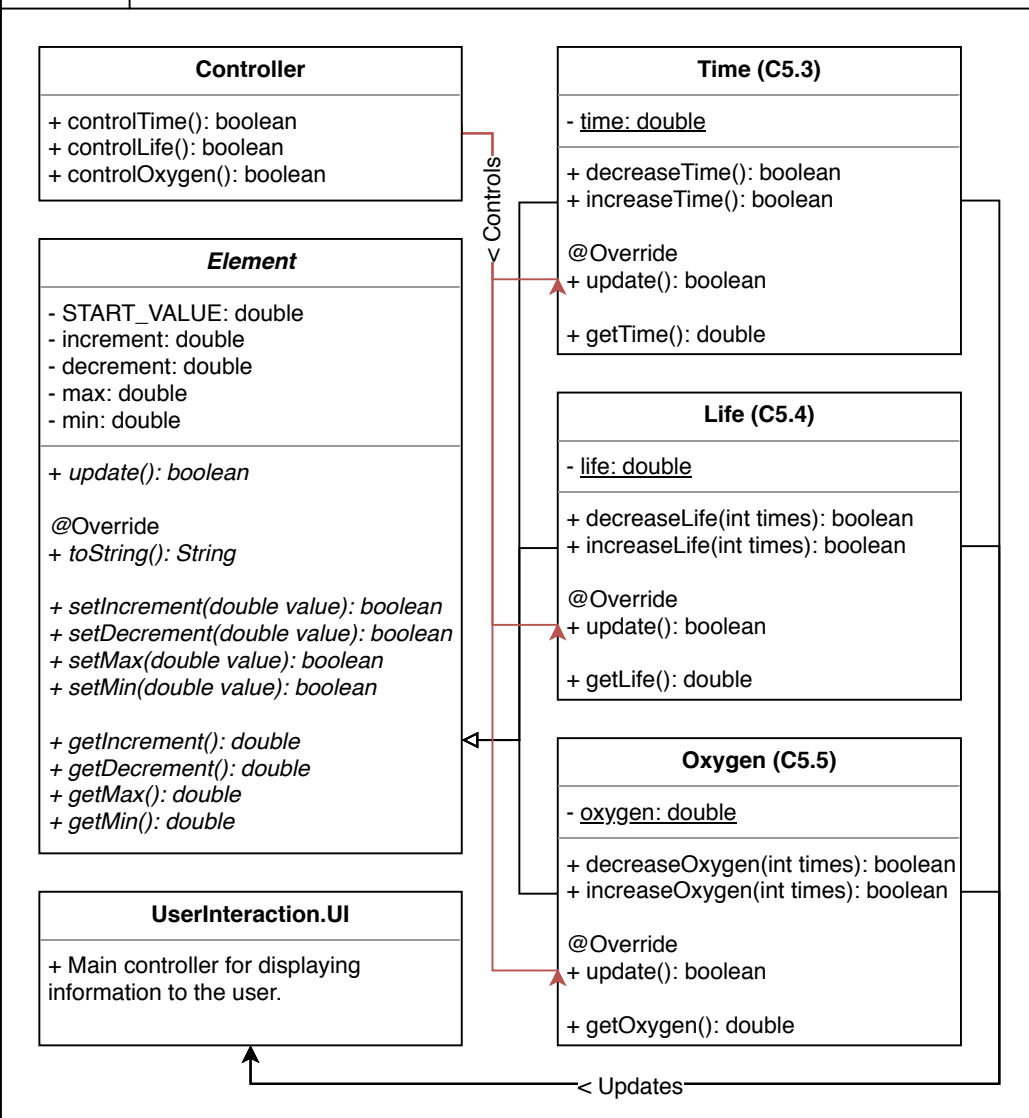 Controller
+ controlTime(): boolean
+ controlLife(): boolean
+ controlOxygen(): boolean
Element
- START_VALUE: double
- increment: double
- decrement: double
- max: double
- min: double
+ update(): boolean
@Override
+ toString(): String
+ setIncrement(double value): boolean
+ setDecrement(double value): boolean
+ setMax(double value): boolean
+ setMin(double value): boolean
+ getIncrement(): double
+ getDecrement(): double
+ getMax(): double
+ getMin(): double
UserInteraction.UI
+ Main controller for displaying
information to the user.
< Controls
Time (C5.3)
- time: double
+ decreaseTime(): boolean
+ increaseTime(): boolean
@Override
+ update(): boolean
+ getTime(): double
Life (C5.4)
- life: double
+ decreaseLife(int times): boolean
+ increaseLife(int times): boolean
@Override
+ update(): boolean
+ getLife(): double
Oxygen (C5.5)
- oxygen: double
+ decreaseOxygen(int times): boolean
+ increaseOxygen(int times): boolean
@Override
+ update(): boolean
+ getOxygen(): double
< Updates